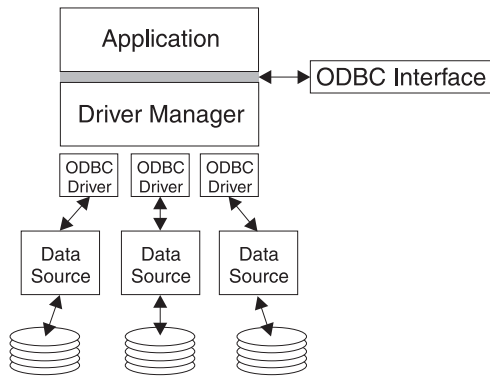 Application
ODBC Interface
Driver Manager
ODBC
Driver
ODBC
Driver
ODBC
Driver
Data
Source
Data
Source
Data
Source